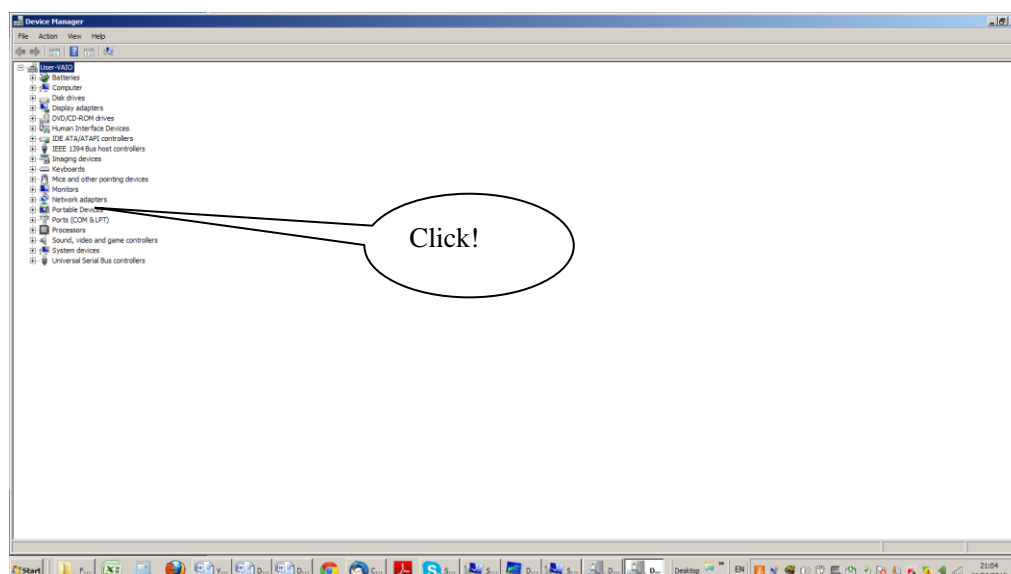 Device Manager
File Action View Help
User-VAIO
Batteries
Computer
Disk drives
Display adapters
DVD/CD-ROM drives
Human Interface Devices
IDE ATA/ATAPI controllers
IEEE 1394 Bus host controllers
Imaging devices
Keyboards
Mice and other pointing devices
Monitors
Network adapters
Portable Devices
Ports (COM & LPT)
Processors
Sound, video and game controllers
System devices
Universal Serial Bus controllers
Click!
Start F... V... D... D... C... S... S... D... S... D... D... Desktop EN 21:04